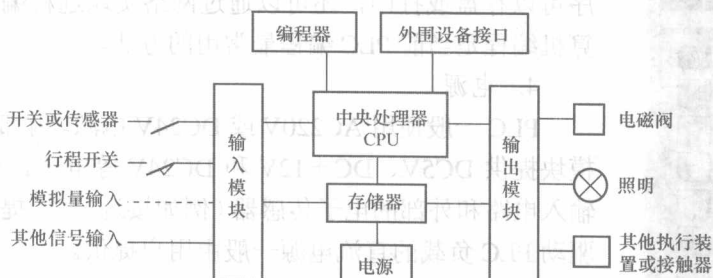 编程器
外围设备接口
开关或传感器
行程开关
模拟量输入
其他信号输入
输入模块
中央处理器
CPU
存储器
电源
输出模块
电磁阀
照明
其他执行装
置或接触器